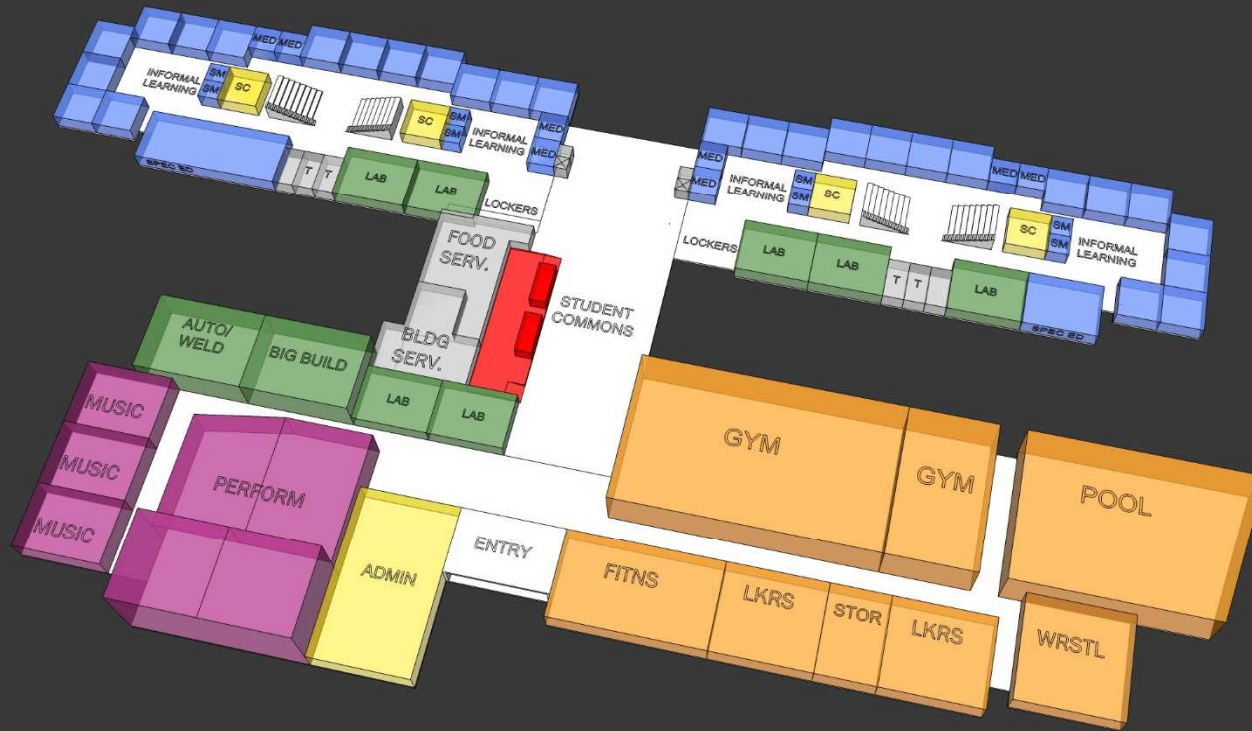 MED MED
INFORMAL
LEARNING
SM
SM
SC
SC
SM
SM
INFORMAL
LEARNING
MED
MED
SPEC ED
T T
LAB
LAB
LOCKERS
MED
MED
INFORMAL
LEARNING
SM
SM
SC
MED MED
SC
SM
SM
INFORMAL
LEARNING
LOCKERS
LAB
LAB
T T
LAB
SPEC ED
FOOD
SERV.
STUDENT
COMMONS
BLDG
SERV.
AUTO/
WELD
BIG BUILD
LAB
LAB
MUSIC
MUSIC
MUSIC
PERFORM
ADMIN
ENTRY
GYM
GYM
POOL
FITNS
LKRS
STOR
LKRS
WRSTL